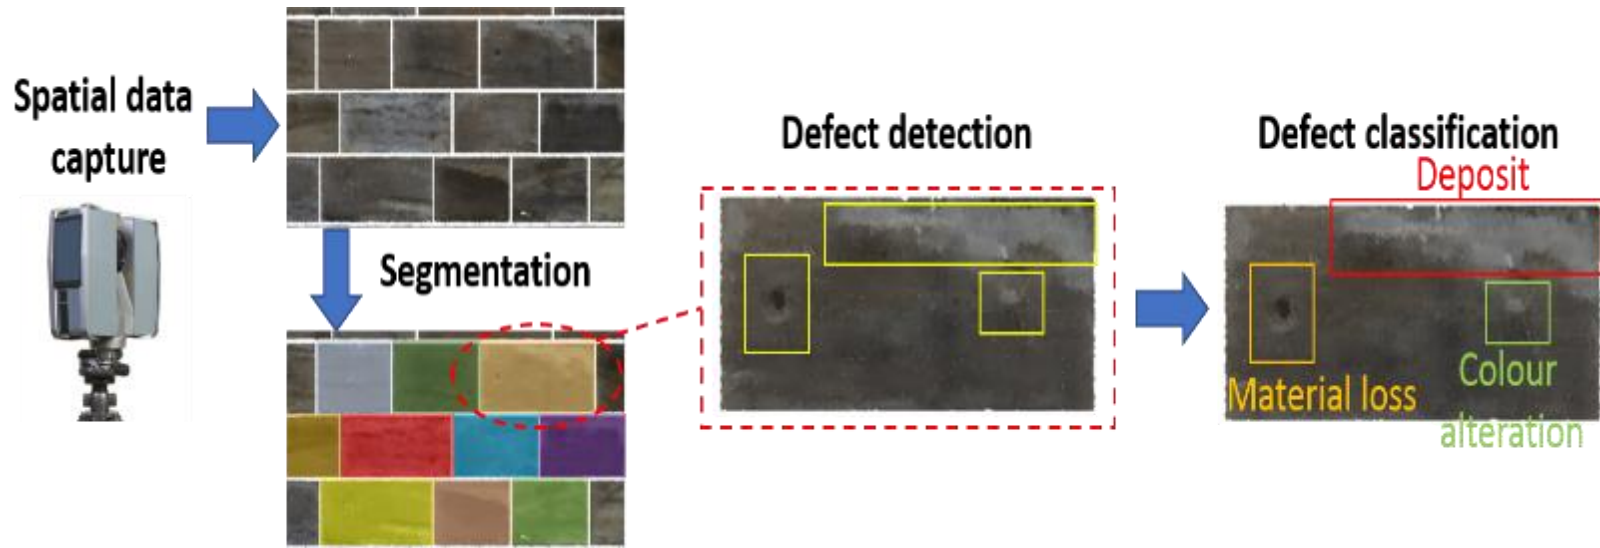 Spatial data
capture
Segmentation
Defect detection
Defect classification
Deposit
Material loss
Colour
alteration